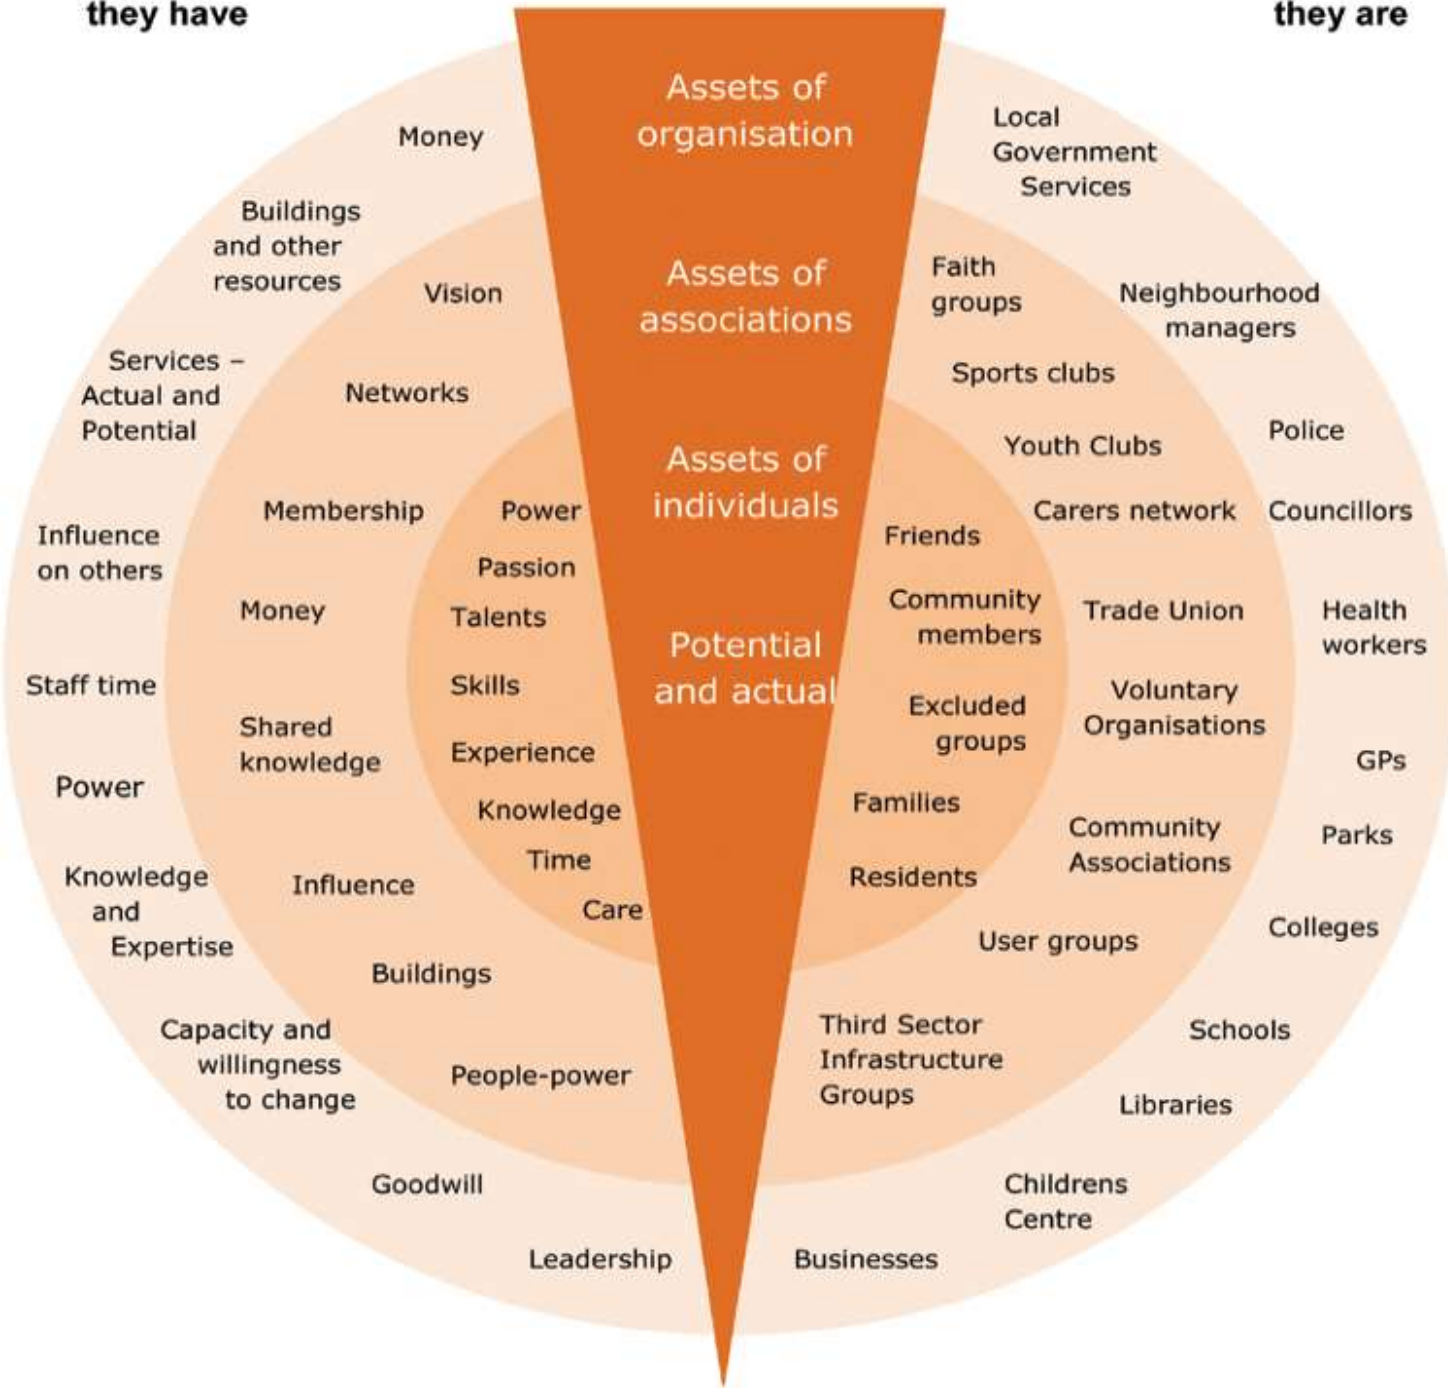 they have
they are
Assets of
organisation
Assets of
associations
Assets of
individuals
Potential
and actual
Money
Buildings
and other
resources
Services –
Actual and
Potential
Influence
on others
Staff time
Power
Knowledge
and
Expertise
Capacity and
willingness
to change
Goodwill
Leadership
Vision
Networks
Membership
Money
Shared
knowledge
Influence
Buildings
People-power
Power
Passion
Talents
Skills
Experience
Knowledge
Time
Care
Friends
Community
members
Excluded
groups
Families
Residents
Faith
groups
Sports clubs
Youth Clubs
Carers network
Trade Union
Voluntary
Organisations
Community
Associations
User groups
Third Sector
Infrastructure
Groups
Local
Government
Services
Neighbourhood
managers
Police
Councillors
Health
workers
GPs
Parks
Colleges
Schools
Libraries
Childrens
Centre
Businesses